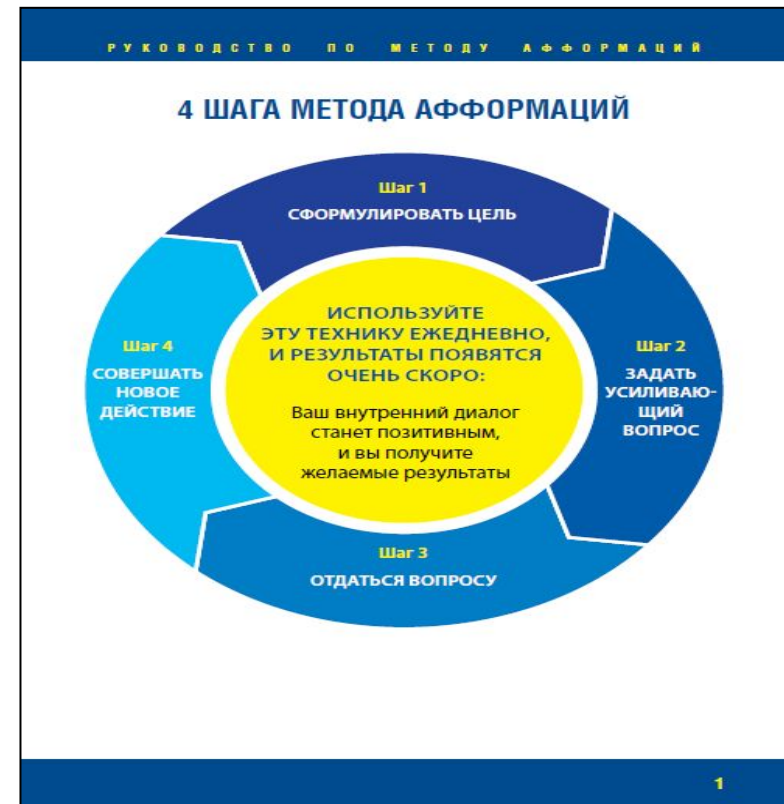 РУКОВОДСТВО ПО МЕТОДУ АФФОРМАЦИЙ
4 ШАГА МЕТОДА АФФОРМАЦИЙ
Шаг 1
СФОРМУЛИРОВАТЬ ЦЕЛЬ
Шаг 2
ЗАДАТЬ
УСИЛИВАЮ-
ЩИЙ
ВОПРОС
Шаг 3
ОТДАТЬСЯ ВОПРОСУ
Шаг 4
СОВЕРШАТЬ
НОВОЕ
ДЕЙСТВИЕ
ИСПОЛЬЗУЙТЕ
ЭТУ ТЕХНИКУ ЕЖЕДНЕВНО,
И РЕЗУЛЬТАТЫ ПОЯВЯТСЯ
ОЧЕНЬ СКОРО:
Ваш внутренний диалог
станет позитивным,
и вы получите
желаемые результаты
1